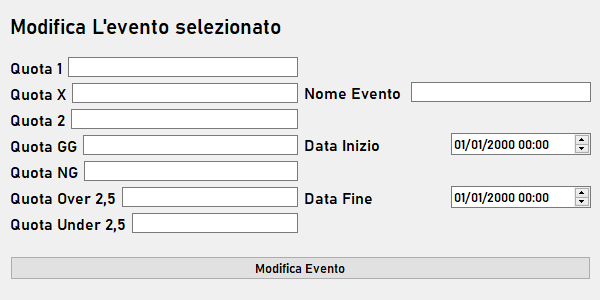 Modifica L'evento selezionato
Quota 1
Quota X
Quota 2
Quota GG
Quota NG
Quota Over 2,5
Quota Under 2,5
Nome Evento
Data Inizio 01/01/2000 00:00
Data Fine 01/01/2000 00:00
Modifica Evento